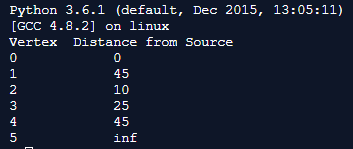 Python 3.6.1 (default, Dec 2015, 13:05:11)
[GCC 4.8.2] on linux
Vertex  Distance from Source
0 0
1 45
2 10
3 25
4 45
5 inf